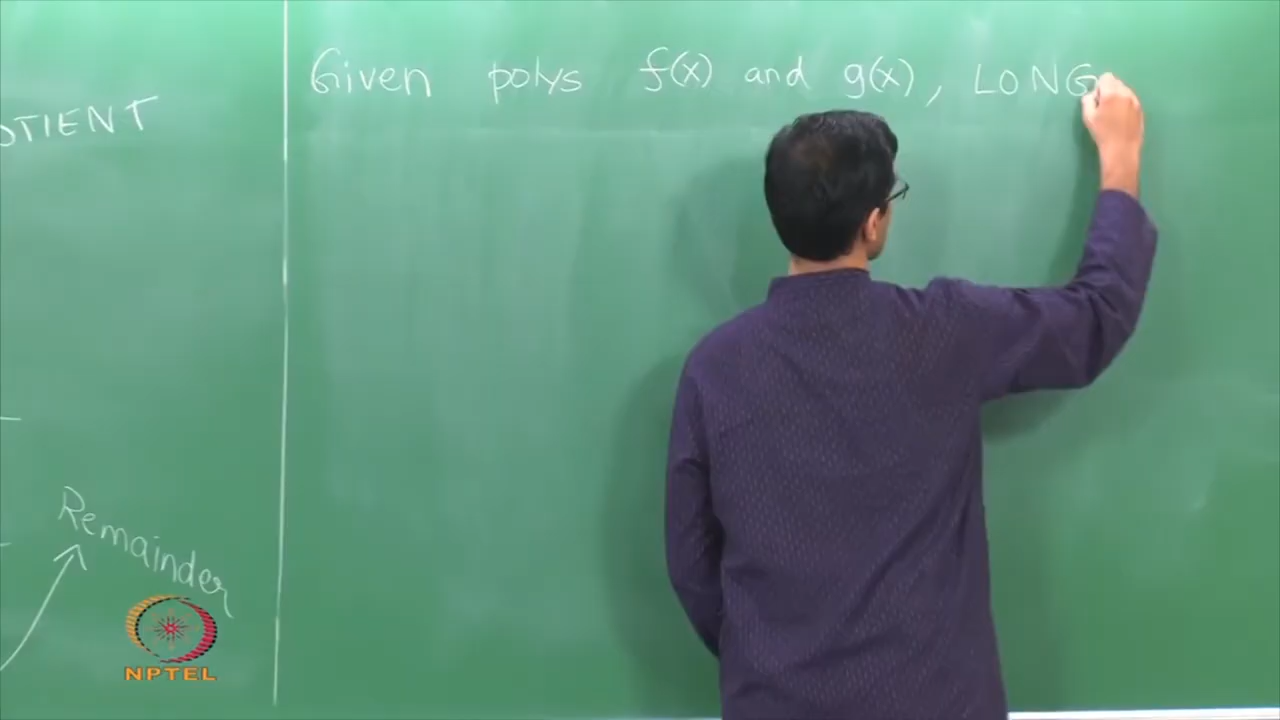 OTIENT
Remainder
Given polys f(x) and g(x), LONG
NPTEL